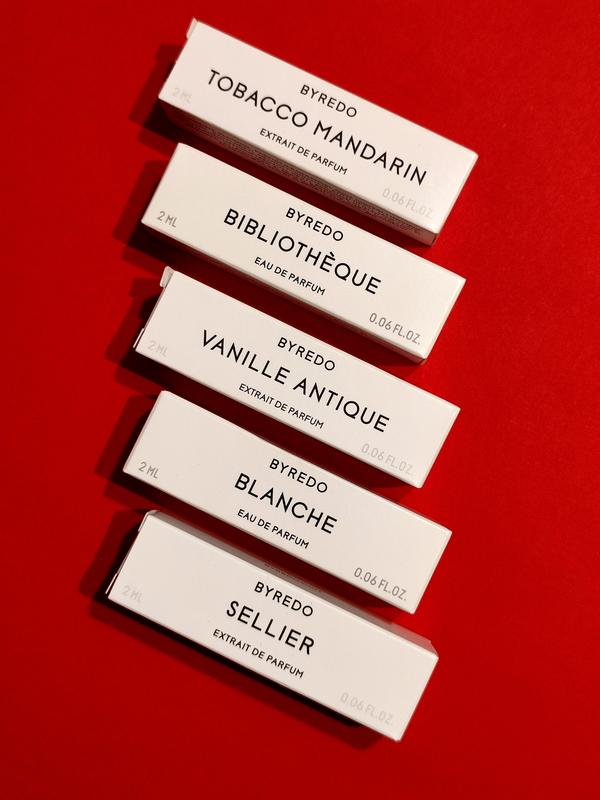 BYREDO
TOBACCO MANDARIN
EXTRAIT DE PARFUM
2 ML
0.06 FL.OZ.
BYREDO
BIBLIOTHÈQUE
EAU DE PARFUM
2 ML
0.06 FL.OZ.
BYREDO
VANILLE ANTIQUE
EXTRAIT DE PARFUM
2 ML
0.06 FL.OZ.
BYREDO
BLANCHE
EAU DE PARFUM
2 ML
0.06 FL.OZ.
BYREDO
SELLIER
EXTRAIT DE PARFUM
2 ML
0.06 FL.OZ.